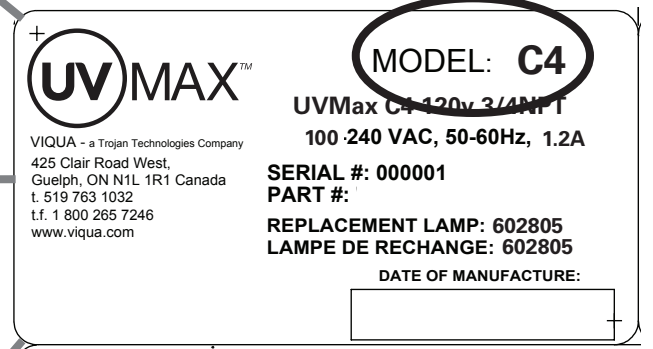 UVMAX™
MODEL: C4
UVMax C4 120v 3/4NPT
100-240 VAC, 50-60Hz, 1.2A
VIQUA - a Trojan Technologies Company
425 Clair Road West,
Guelph, ON N1L 1R1 Canada
t. 519 763 1032
t.f. 1 800 265 7246
www.viqua.com
SERIAL #: 000001
PART #:
REPLACEMENT LAMP: 602805
LAMPE DE RECHANGE: 602805
DATE OF MANUFACTURE: